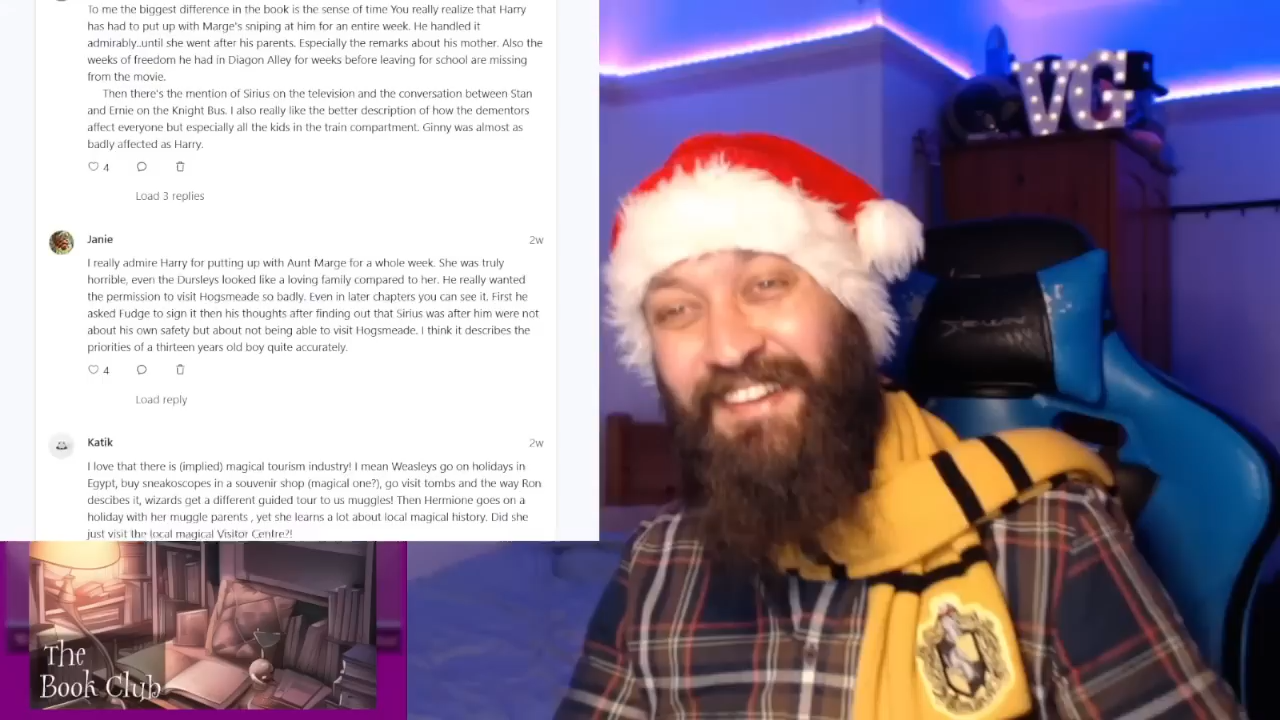 To me the biggest difference in the book is the sense of time You really realize that Harry
has had to put up with Marge's sniping at him for an entire week. He handled it
admirably..until she went after his parents. Especially the remarks about his mother. Also the
weeks of freedom he had in Diagon Alley for weeks before leaving for school are missing
from the movie.
Then there's the mention of Sirius on the television and the conversation between Stan
and Ernie on the Knight Bus. I also really like the better description of how the dementors
affect everyone but especially all the kids in the train compartment. Ginny was almost as
badly affected as Harry.
4
Load 3 replies
Janie 2w
I really admire Harry for putting up with Aunt Marge for a whole week. She was truly
horrible, even the Dursleys looked like a loving family compared to her. He really wanted
the permission to visit Hogsmeade so badly. Even in later chapters you can see it. First he
asked Fudge to sign it then his thoughts after finding out that Sirius was after him were not
about his own safety but about not being able to visit Hogsmeade. I think it describes the
priorities of a thirteen years old boy quite accurately.
4
Load reply
Katik 2w
I love that there is (implied) magical tourism industry! I mean Weasleys go on holidays in
Egypt, buy sneakoscopes in a souvenir shop (magical one?), go visit tombs and the way Ron
descibes it, wizards get a different guided tour to us muggles! Then Hermione goes on a
holiday with her muggle parents , yet she learns a lot about local magical history. Did she
just visit the local magical Visitor Centre?!
VG
The
Book Club